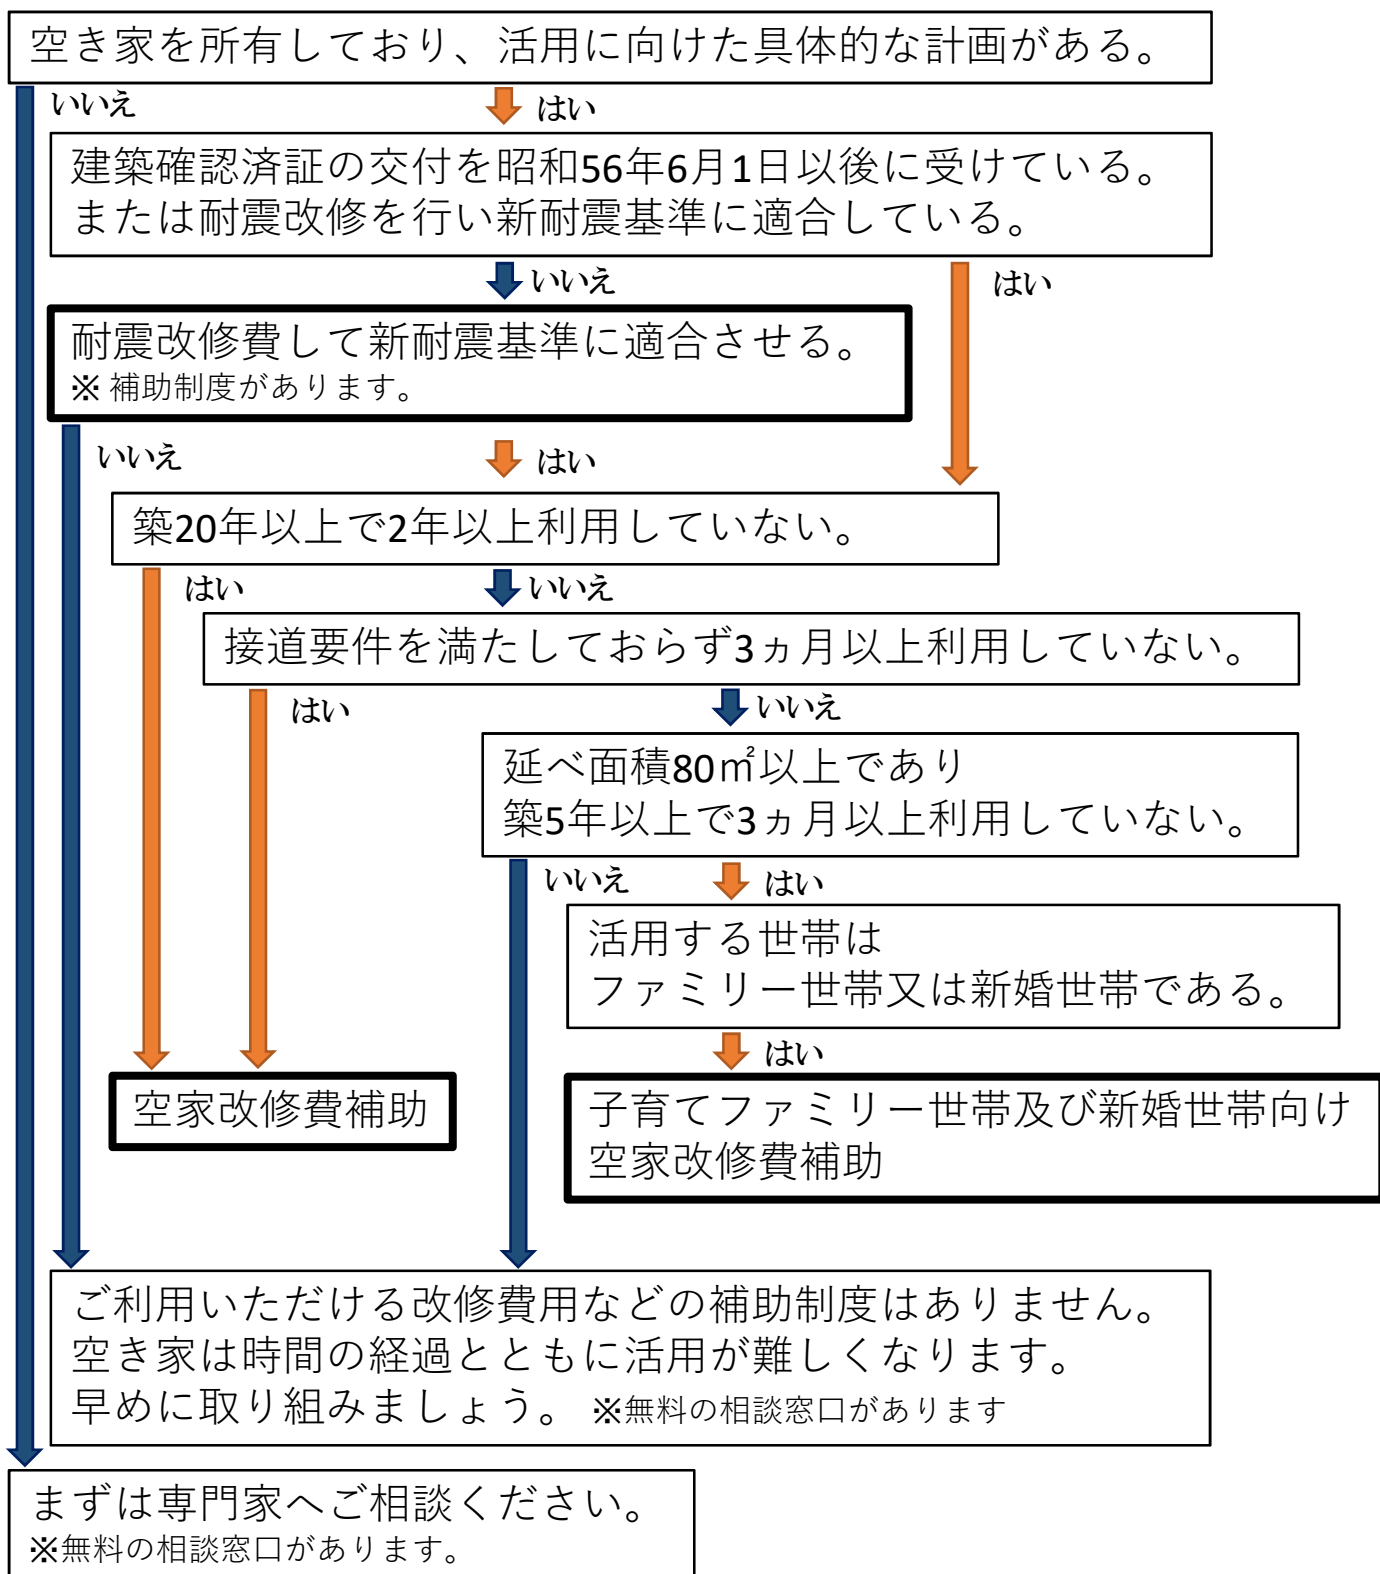 空き家を所有しており、活用に向けた具体的な計画がある。
いいえ
はい
建築確認済証の交付を昭和56年6月1日以後に受けている。
または耐震改修を行い新耐震基準に適合している。
いいえ
はい
耐震改修費して新耐震基準に適合させる。
※ 補助制度があります。
いいえ
はい
築20年以上で2年以上利用していない。
はい
いいえ
接道要件を満たしておらず3ヵ月以上利用していない。
はい
いいえ
延べ面積80㎡以上であり
築5年以上で3ヵ月以上利用していない。
いいえ
はい
活用する世帯は
ファミリー世帯又は新婚世帯である。
はい
空家改修費補助
子育てファミリー世帯及び新婚世帯向け
空家改修費補助
ご利用いただける改修費用などの補助制度はありません。
空き家は時間の経過とともに活用が難しくなります。
早めに取り組みましょう。 ※無料の相談窓口があります
まずは専門家へご相談ください。
※無料の相談窓口があります。